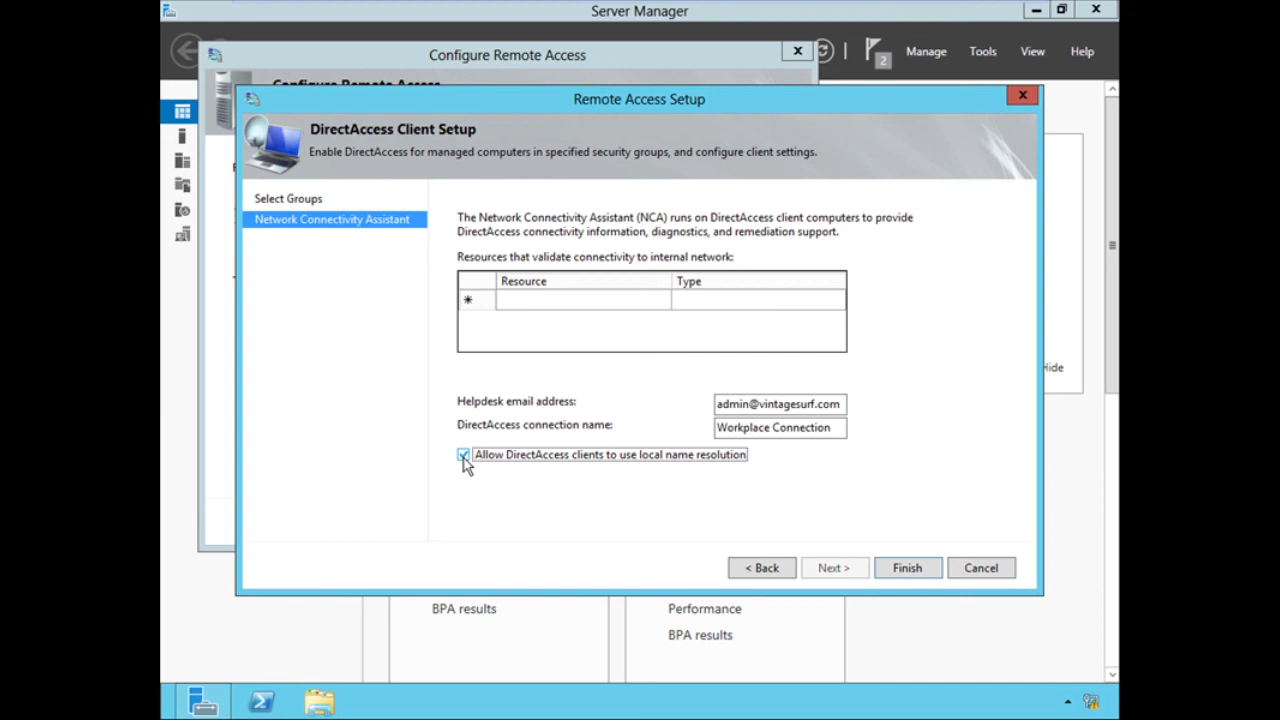 Server Manager
2
Manage
Tools
View
Help
Configure Remote Access
Configure Remote Access
Remote Access Setup
DirectAccess Client Setup
Enable DirectAccess for managed computers in specified security groups, and configure client settings.
Select Groups
Network Connectivity Assistant
The Network Connectivity Assistant (NCA) runs on DirectAccess client computers to provide
DirectAccess connectivity information, diagnostics, and remediation support.
Resources that validate connectivity to internal network:
Resource
Type
Helpdesk email address:
admin@vintagesurf.com
DirectAccess connection name:
Workplace Connection
Allow DirectAccess clients to use local name resolution
< Back
Next >
Finish
Cancel
BPA results
Performance
BPA results